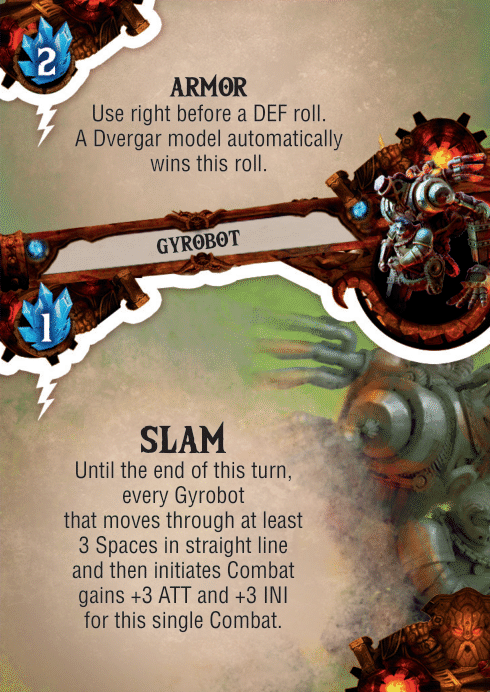 2
ARMOR
Use right before a DEF roll.
A Dvergar model automatically
wins this roll.
GYROBOT
1
SLAM
Until the end of this turn,
every Gyrobot
that moves through at least
3 Spaces in straight line
and then initiates Combat
gains +3 ATT and +3 INI
for this single Combat.